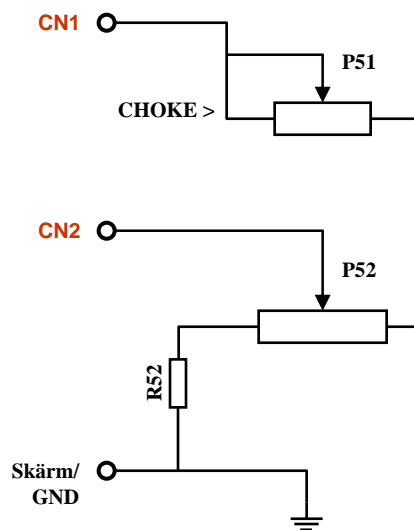 CN1
P51
CHOKE >
CN2
P52
R52
Skärm/
GND